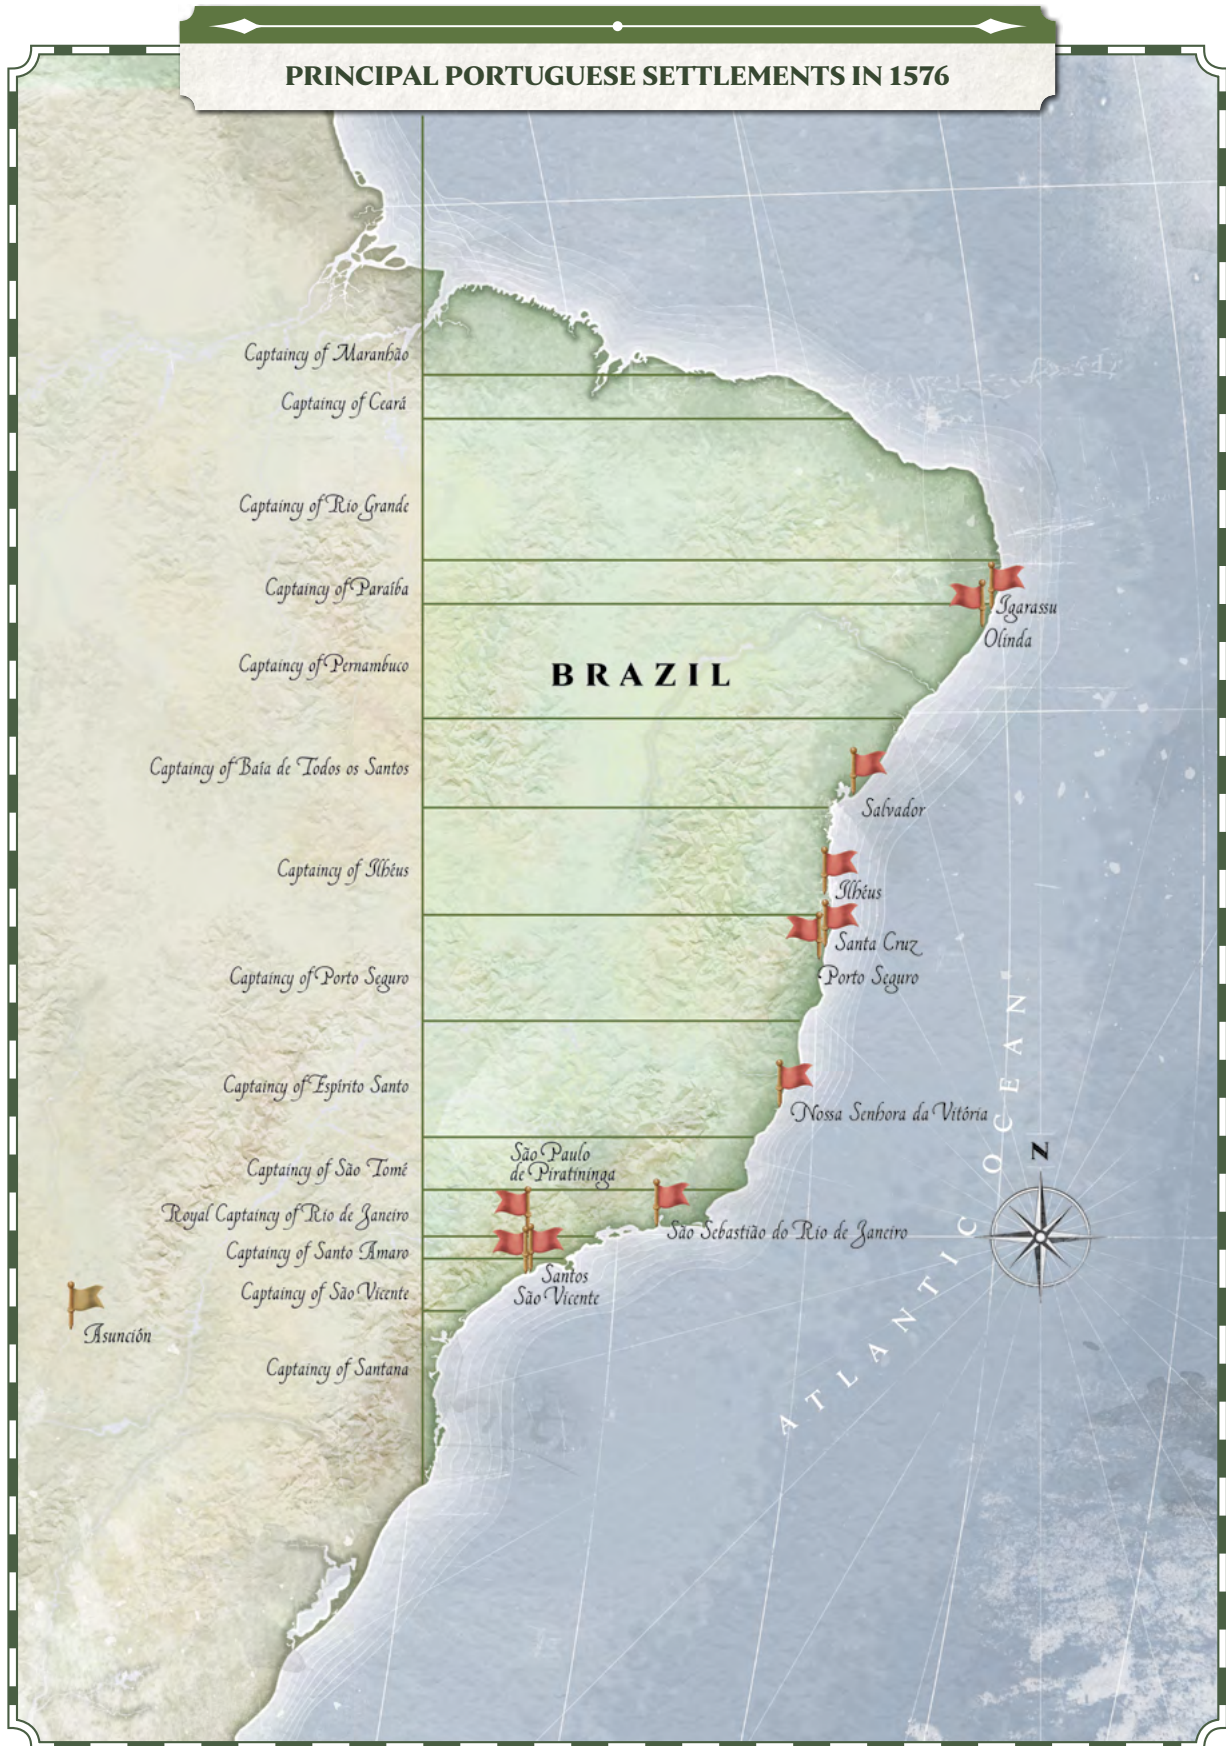 PRINCIPAL PORTUGUESE SETTLEMENTS IN 1576
Captaincy of Maranhão
Captaincy of Ceará
Captaincy of Rio Grande
Captaincy of Paraíba
Igarassu
Olinda
Captaincy of Pernambuco
BRAZIL
Captaincy of Baía de Todos os Santos
Salvador
Captaincy of Ilhéus
Ilhéus
Santa Cruz
Captaincy of Porto Seguro
Porto Seguro
Captaincy of Espírito Santo
Nossa Senhora da Vitória
São Paulo
de Piratininga
Captaincy of São Tomé
Royal Captaincy of Rio de Janeiro
São Sebastião do Rio de Janeiro
Captaincy of Santo Amaro
Santos
São Vicente
Captaincy of São Vicente
Asunción
Captaincy of Santana
N
ATLANTIC OCEAN